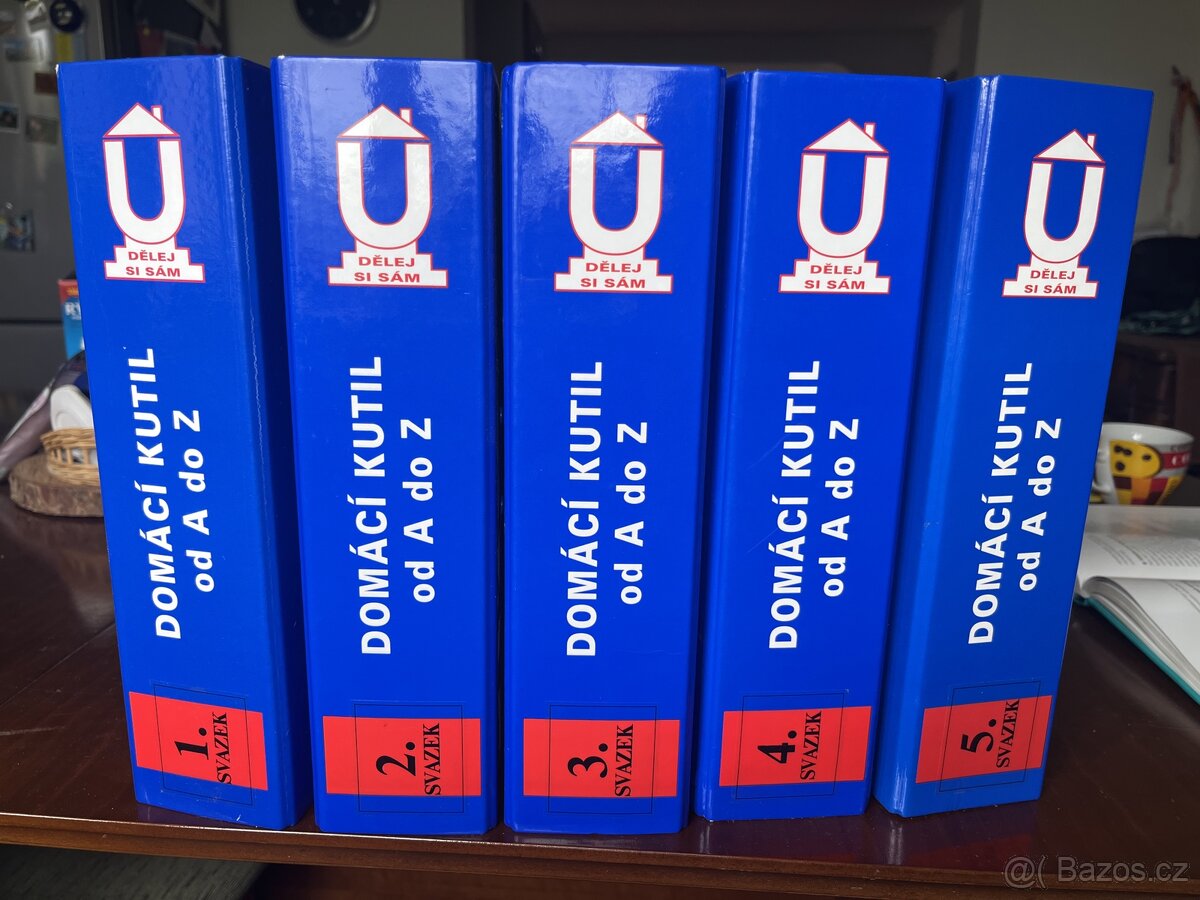 U
DĚLEJ
SI SÁM
DOMÁCÍ KUTIL
od A do Z
1.
SVAZEK
U
DĚLEJ
SI SÁM
DOMÁCÍ KUTIL
od A do Z
2.
SVAZEK
U
DĚLEJ
SI SÁM
DOMÁCÍ KUTIL
od A do Z
3.
SVAZEK
U
DĚLEJ
SI SÁM
DOMÁCÍ KUTIL
od A do Z
4.
SVAZEK
U
DĚLEJ
SI SÁM
DOMÁCÍ KUTIL
od A do Z
5.
SVAZEK
@( Bazos.cz